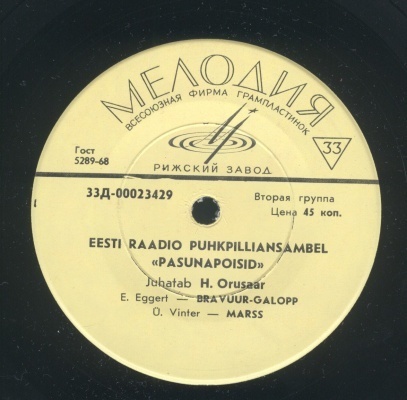 МЕЛОДИЯ
ВСЕСОЮЗНАЯ ФИРМА ГРАМПЛАСТИНОК
Гост
5289-68
33
РИЖСКИЙ ЗАВОД
33Д-00023429
Вторая группа
Цена 45 коп.
EESTI RAADIO PUHKPILLIANSAMBEL
«PASUNAPOISID»
Juhatab H. Orusaar
E. Eggert — BRAVUUR-GALOPP
O. Vinter — MARSS